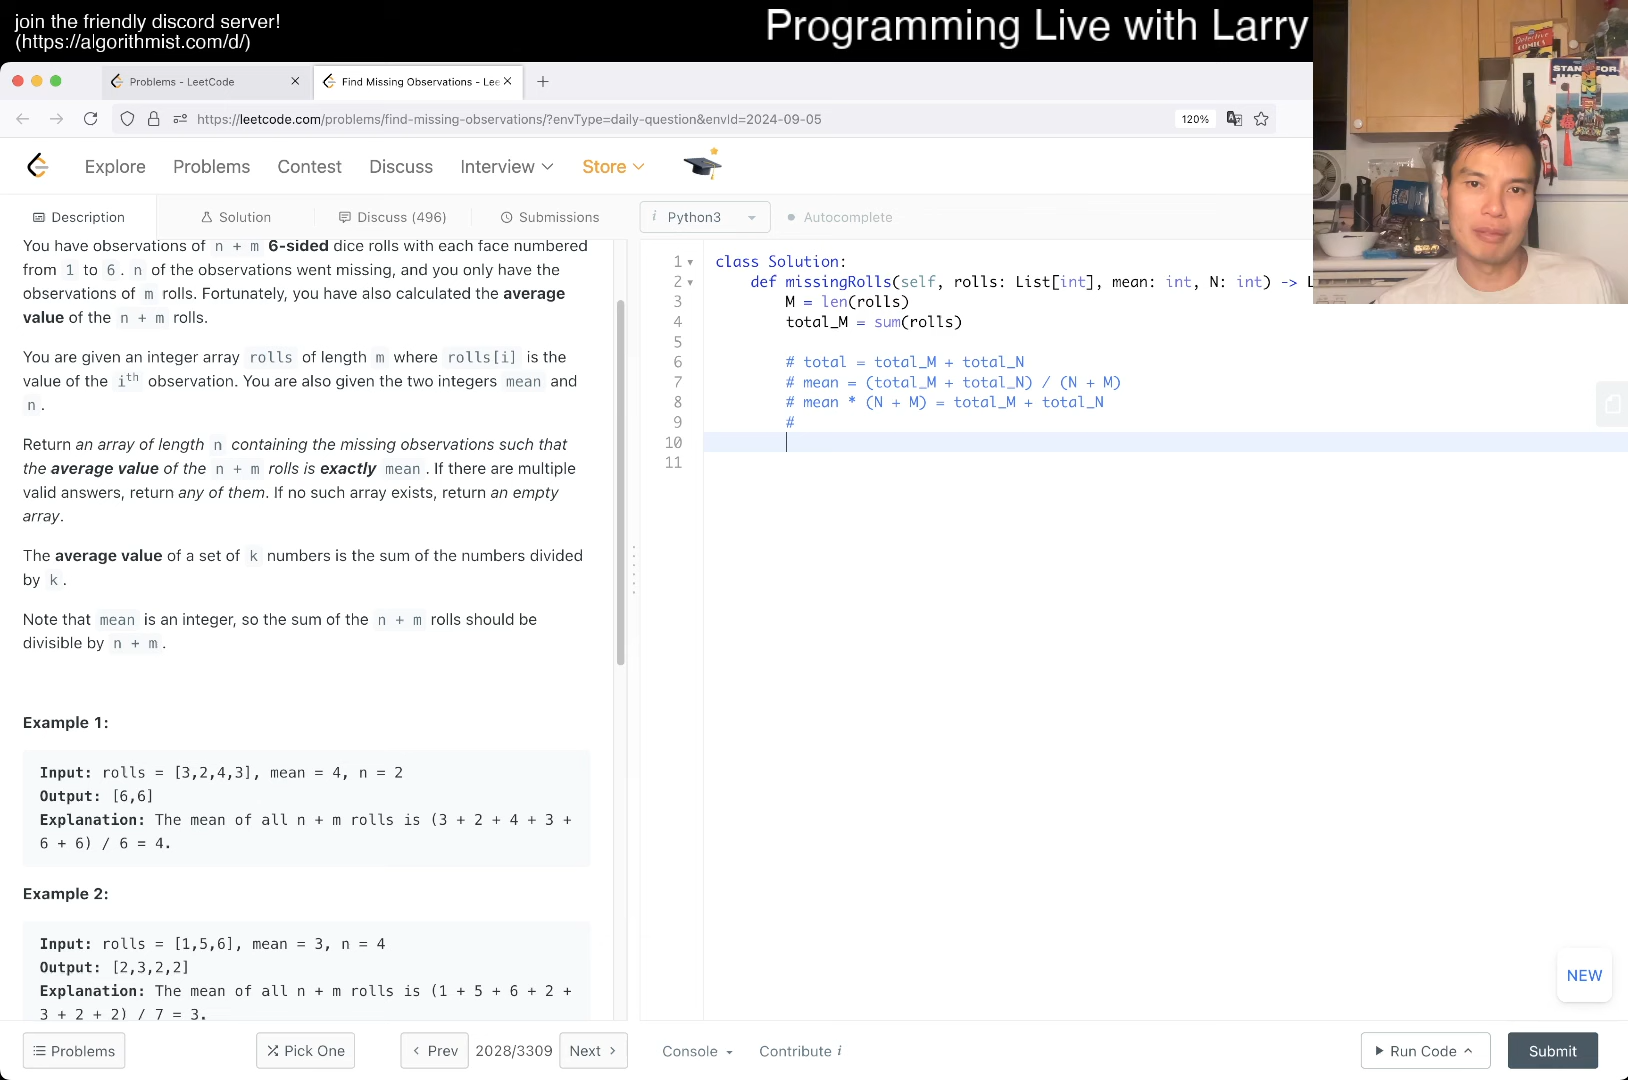 join the friendly discord server!
(https://algorithmist.com/d/)
Programming Live with Larry
Problems - LeetCode
Find Missing Observations - Lee
https://leetcode.com/problems/find-missing-observations/?envType=daily-question&envId=2024-09-05
120%
Explore
Problems
Contest
Discuss
Interview
Store
Description
Solution
Discuss (496)
Submissions
i Python3
Autocomplete
You have observations of n + m 6-sided dice rolls with each face numbered
from 1 to 6. n of the observations went missing, and you only have the
observations of m rolls. Fortunately, you have also calculated the average
value of the n + m rolls.
You are given an integer array rolls of length m where rolls[i] is the
value of the ith observation. You are also given the two integers mean and
n.
Return an array of length n containing the missing observations such that
the average value of the n + m rolls is exactly mean. If there are multiple
valid answers, return any of them. If no such array exists, return an empty
array.
The average value of a set of k numbers is the sum of the numbers divided
by k.
Note that mean is an integer, so the sum of the n + m rolls should be
divisible by n + m.
Example 1:
Input: rolls = [3,2,4,3], mean = 4, n = 2
Output: [6,6]
Explanation: The mean of all n + m rolls is (3 + 2 + 4 + 3 +
6 + 6) / 6 = 4.
Example 2:
Input: rolls = [1,5,6], mean = 3, n = 4
Output: [2,3,2,2]
Explanation: The mean of all n + m rolls is (1 + 5 + 6 + 2 +
3 + 2 + 2) / 7 = 3.
1 class Solution:
2 def missingRolls(self, rolls: List[int], mean: int, N: int) -> L
3 M = len(rolls)
4 total_M = sum(rolls)
5
6 # total = total_M + total_N
7 # mean = (total_M + total_N) / (N + M)
8 # mean * (N + M) = total_M + total_N
9 #
10
11
NEW
Problems
Pick One
Prev
2028/3309
Next
Console
Contribute i
Run Code
Submit